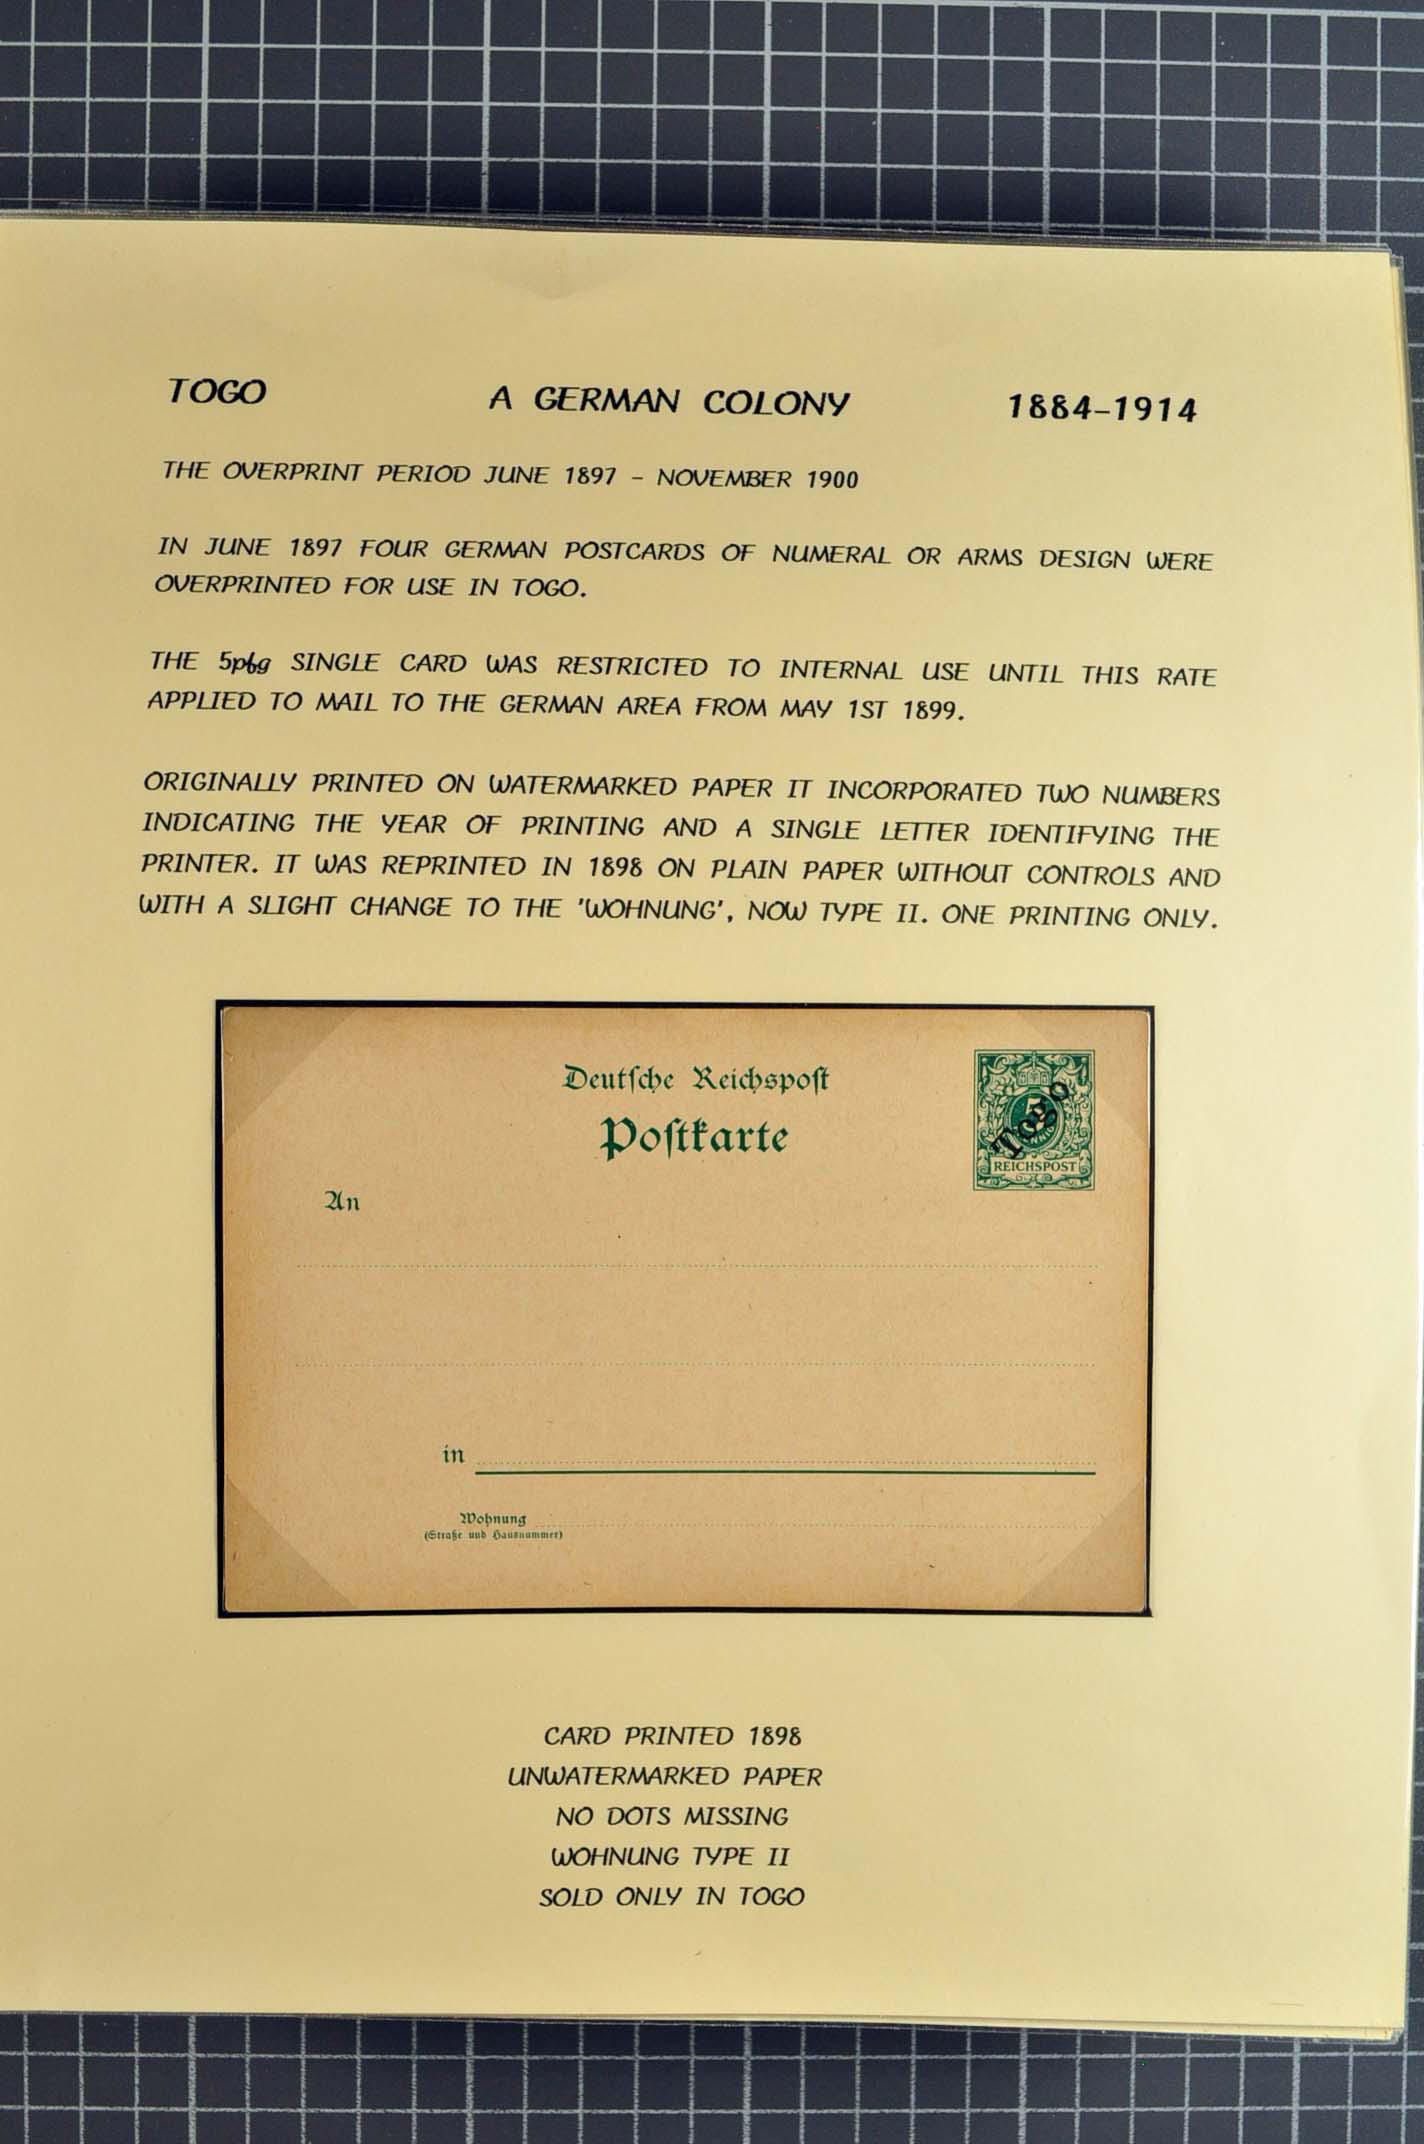 TOGO A GERMAN COLONY 1884-1914
THE OVERPRINT PERIOD JUNE 1897 - NOVEMBER 1900
IN JUNE 1897 FOUR GERMAN POSTCARDS OF NUMERAL OR ARMS DESIGN WERE
OVERPRINTED FOR USE IN TOGO.
THE 5pfg SINGLE CARD WAS RESTRICTED TO INTERNAL USE UNTIL THIS RATE
APPLIED TO MAIL TO THE GERMAN AREA FROM MAY 1ST 1899.
ORIGINALLY PRINTED ON WATERMARKED PAPER IT INCORPORATED TWO NUMBERS
INDICATING THE YEAR OF PRINTING AND A SINGLE LETTER IDENTIFYING THE
PRINTER. IT WAS REPRINTED IN 1898 ON PLAIN PAPER WITHOUT CONTROLS AND
WITH A SLIGHT CHANGE TO THE 'WOHNUNG', NOW TYPE II. ONE PRINTING ONLY.
Deutſche Reichspoſt
Poſtkarte
5
Togo
REICHSPOST
An
in
Wohnung
(Straße und Hausnummer)
CARD PRINTED 1898
UNWATERMARKED PAPER
NO DOTS MISSING
WOHNUNG TYPE II
SOLD ONLY IN TOGO